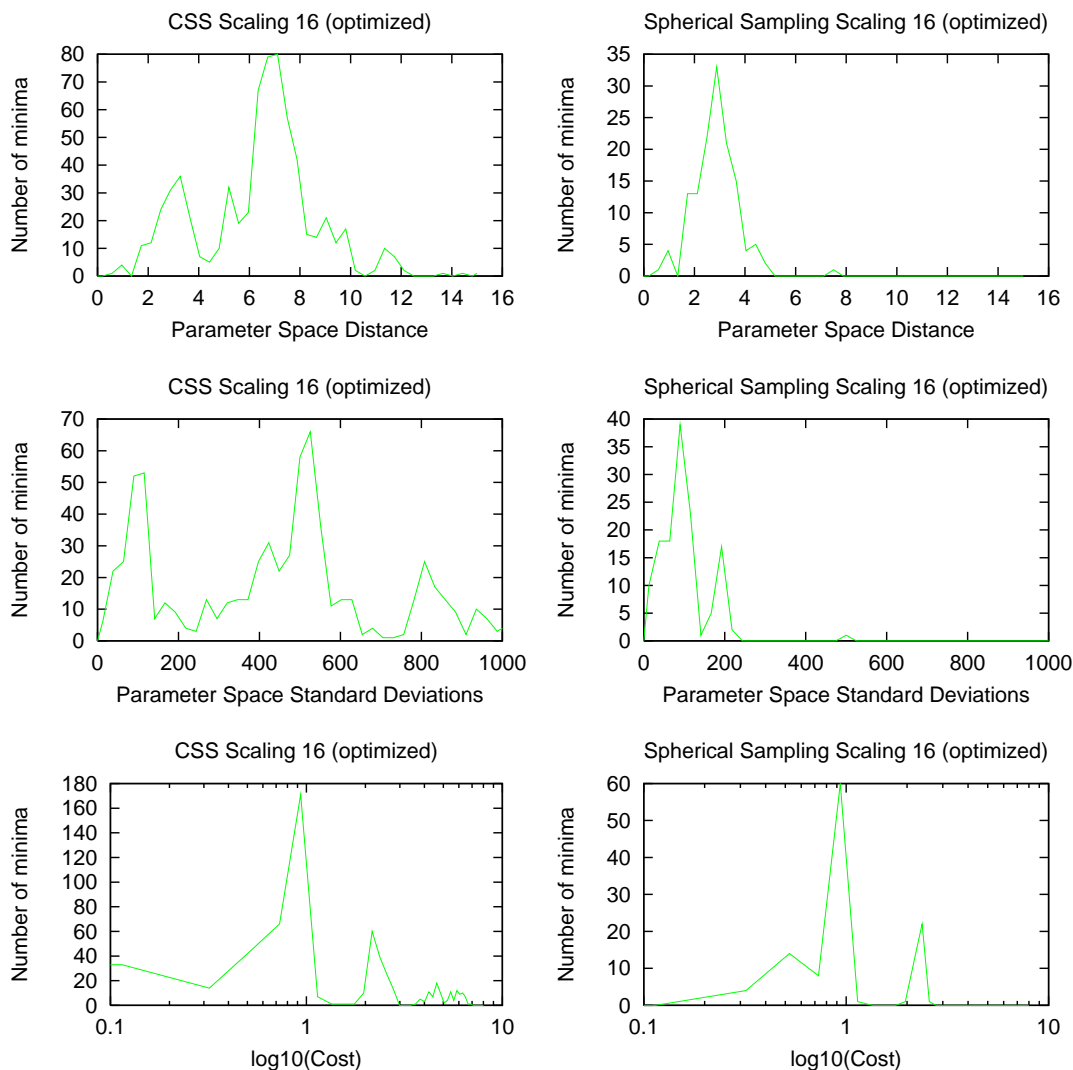 CSS Scaling 16 (optimized)
Number of minima
80
70
60
50
40
30
20
10
0
0 2 4 6 8 10 12 14 16
Parameter Space Distance
Spherical Sampling Scaling 16 (optimized)
Number of minima
35
30
25
20
15
10
5
0
0 2 4 6 8 10 12 14 16
Parameter Space Distance
CSS Scaling 16 (optimized)
Number of minima
70
60
50
40
30
20
10
0
0 200 400 600 800 1000
Parameter Space Standard Deviations
Spherical Sampling Scaling 16 (optimized)
Number of minima
40
35
30
25
20
15
10
5
0
0 200 400 600 800 1000
Parameter Space Standard Deviations
CSS Scaling 16 (optimized)
Number of minima
180
160
140
120
100
80
60
40
20
0
0.1 1 10
log10(Cost)
Spherical Sampling Scaling 16 (optimized)
Number of minima
60
50
40
30
20
10
0
0.1 1 10
log10(Cost)